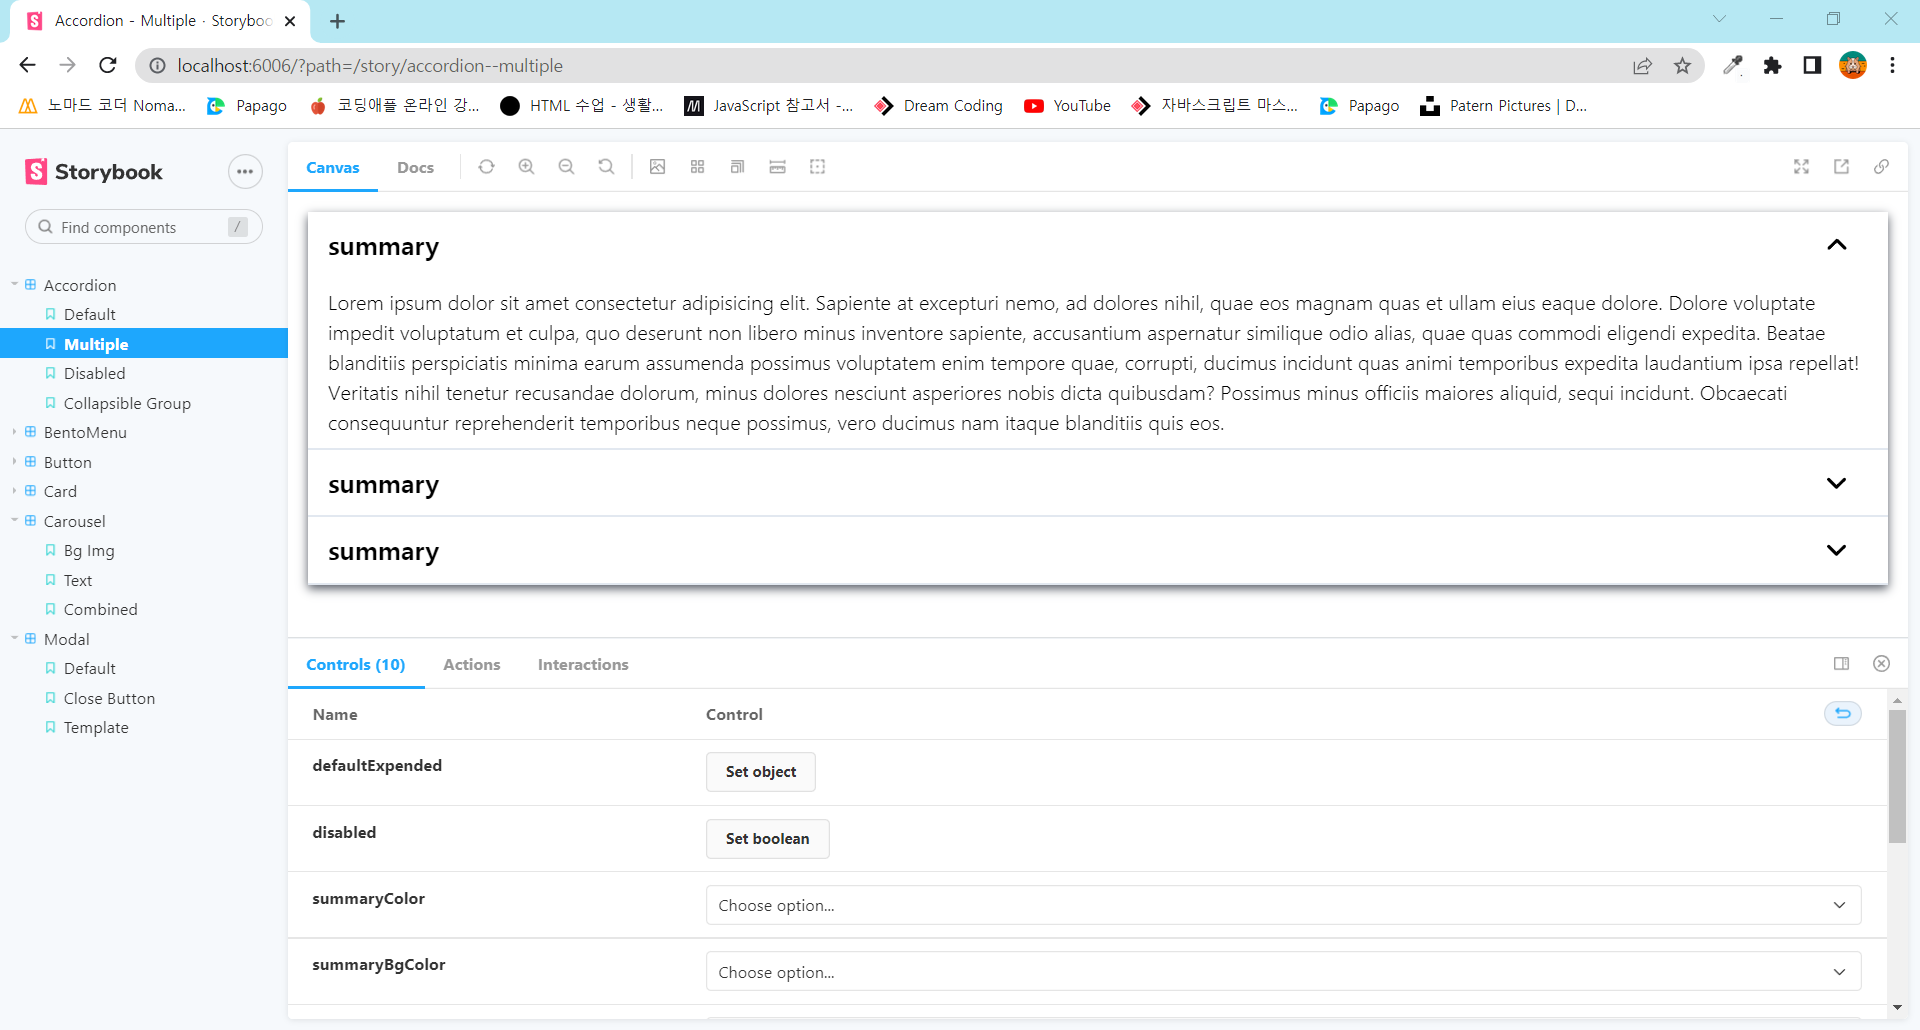 Accordion - Multiple · Storyboo
localhost:6006/?path=/story/accordion--multiple
노마드 코더 Noma... Papago 코딩애플 온라인 강... HTML 수업 - 생활... JavaScript 참고서 -... Dream Coding YouTube 자바스크립트 마스... Papago Patern Pictures | D...
Storybook
Find components /
Accordion
Default
Multiple
Disabled
Collapsible Group
BentoMenu
Button
Card
Carousel
Bg Img
Text
Combined
Modal
Default
Close Button
Template
Canvas Docs
summary
Lorem ipsum dolor sit amet consectetur adipisicing elit. Sapiente at excepturi nemo, ad dolores nihil, quae eos magnam quas et ullam eius eaque dolore. Dolore voluptate
impedit voluptatum et culpa, quo deserunt non libero minus inventore sapiente, accusantium aspernatur similique odio alias, quae quas commodi eligendi expedita. Beatae
blanditiis perspiciatis minima earum assumenda possimus voluptatem enim tempore quae, corrupti, ducimus incidunt quas animi temporibus expedita laudantium ipsa repellat!
Veritatis nihil tenetur recusandae dolorum, minus dolores nesciunt asperiores nobis dicta quibusdam? Possimus minus officiis maiores aliquid, sequi incidunt. Obcaecati
consequuntur reprehenderit temporibus neque possimus, vero ducimus nam itaque blanditiis quis eos.
summary
summary
Controls (10) Actions Interactions
Name Control
defaultExpended Set object
disabled Set boolean
summaryColor Choose option...
summaryBgColor Choose option...